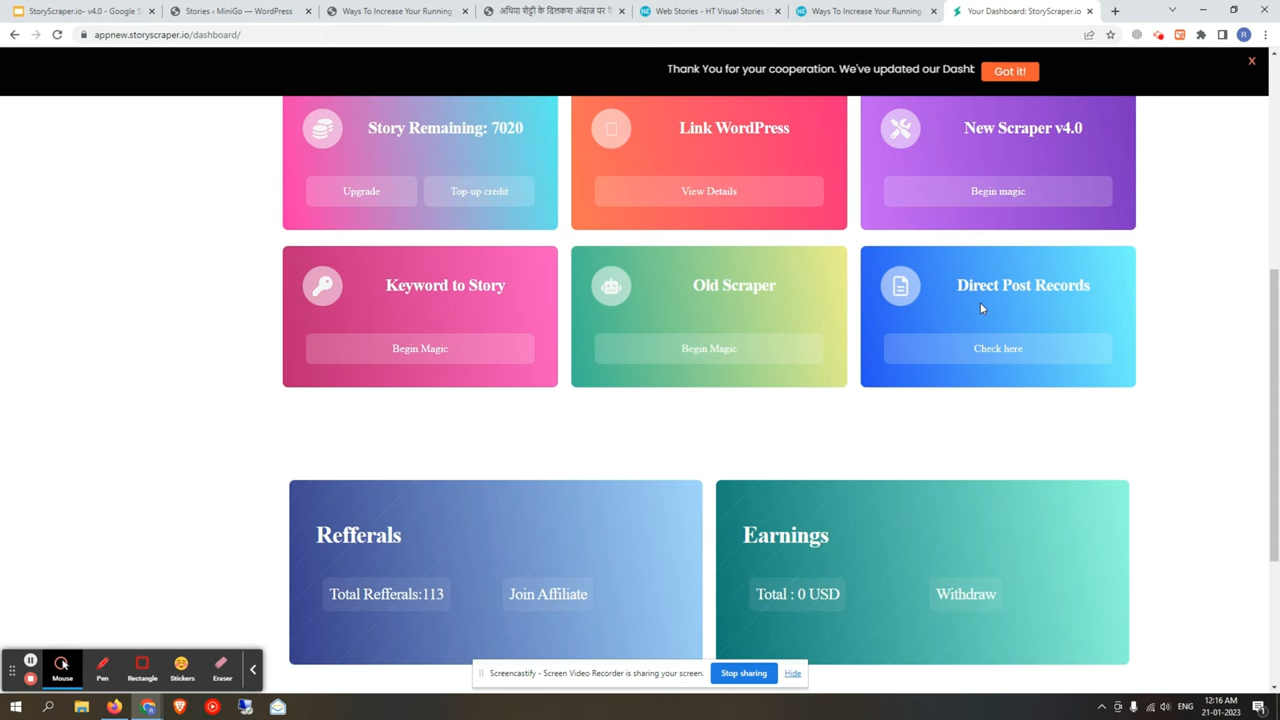 StoryScraper.io- v4.0 - Google S
Stories ‹ MiniGo — WordPress
Ways To Increase Your Running
अथिया शेट्टी के दिलकश अंदाज पर
Web Stories - HT Visual Stories
Ways To Increase Your Running
Your Dashboard: StoryScraper.io
appnew.storyscraper.io/dashboard/
R
Thank You for your cooperation. We've updated our Dashb
Got it!
X
Story Remaining: 7020
Upgrade
Top-up credit
Link WordPress
View Details
New Scraper v4.0
Begin magic
Keyword to Story
Begin Magic
Old Scraper
Begin Magic
Direct Post Records
Check here
Refferals
Total Refferals:113
Join Affiliate
Earnings
Total : 0 USD
Withdraw
Mouse
Pen
Rectangle
Stickers
Eraser
Screencastify - Screen Video Recorder is sharing your screen.
Stop sharing
Hide
ENG
12:16 AM
21-01-2023